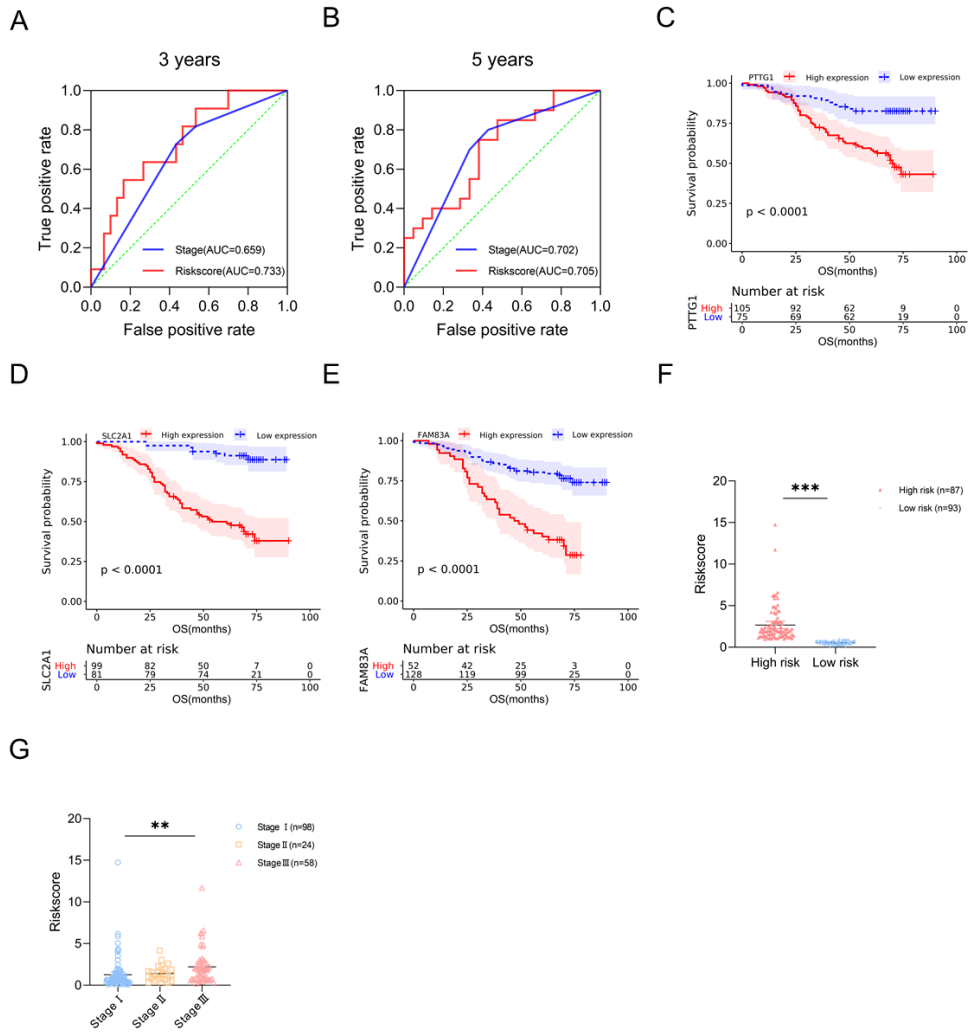 A
3 years
1.0
0.8
0.6
0.4
0.2
0.0
0.0 0.2 0.4 0.6 0.8 1.0
True positive rate
False positive rate
Stage(AUC=0.659)
Riskscore(AUC=0.733)
B
5 years
1.0
0.8
0.6
0.4
0.2
0.0
0.0 0.2 0.4 0.6 0.8 1.0
True positive rate
False positive rate
Stage(AUC=0.702)
Riskscore(AUC=0.705)
C
PTTG1 High expression Low expression
1.00
0.75
0.50
0.25
0.00
Survival probability
p < 0.0001
0 25 50 75 100
OS(months)
Number at risk
PTTG1
High 105 92 62 9 0
Low 75 69 62 19 0
0 25 50 75 100
OS(months)
D
SLC2A1 High expression Low expression
1.00
0.75
0.50
0.25
0.00
Survival probability
p < 0.0001
0 25 50 75 100
OS(months)
Number at risk
SLC2A1
High 99 82 50 7 0
Low 81 79 74 21 0
0 25 50 75 100
OS(months)
E
FAM83A High expression Low expression
1.00
0.75
0.50
0.25
0.00
Survival probability
p < 0.0001
0 25 50 75 100
OS(months)
Number at risk
FAM83A
High 52 42 25 3 0
Low 128 119 99 25 0
0 25 50 75 100
OS(months)
F
20
15
10
5
0
Riskscore
***
High risk (n=87)
Low risk (n=93)
High risk Low risk
G
20
15
10
5
0
Riskscore
**
Stage Ⅰ (n=98)
Stage Ⅱ (n=24)
Stage Ⅲ (n=58)
Stage Ⅰ Stage Ⅱ Stage Ⅲ